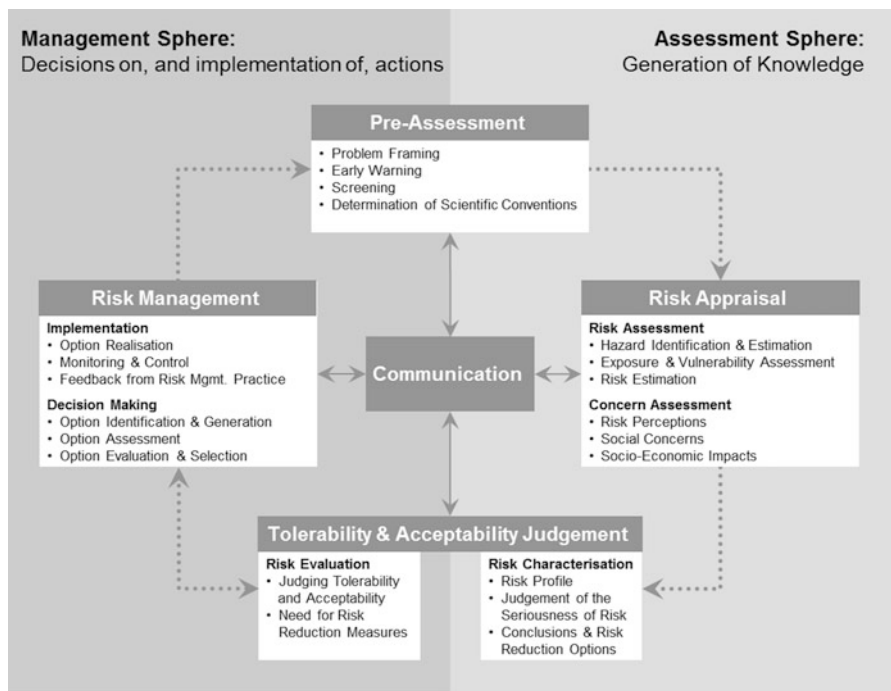 Management Sphere:
Decisions on, and implementation of, actions
Assessment Sphere:
Generation of Knowledge
Pre-Assessment
• Problem Framing
• Early Warning
• Screening
• Determination of Scientific Conventions
Risk Management
Implementation
• Option Realisation
• Monitoring & Control
• Feedback from Risk Mgmt. Practice
Decision Making
• Option Identification & Generation
• Option Assessment
• Option Evaluation & Selection
Communication
Risk Appraisal
Risk Assessment
• Hazard Identification & Estimation
• Exposure & Vulnerability Assessment
• Risk Estimation
Concern Assessment
• Risk Perceptions
• Social Concerns
• Socio-Economic Impacts
Tolerability & Acceptability Judgement
Risk Evaluation
• Judging Tolerability
and Acceptability
• Need for Risk
Reduction Measures
Risk Characterisation
• Risk Profile
• Judgement of the
Seriousness of Risk
• Conclusions & Risk
Reduction Options